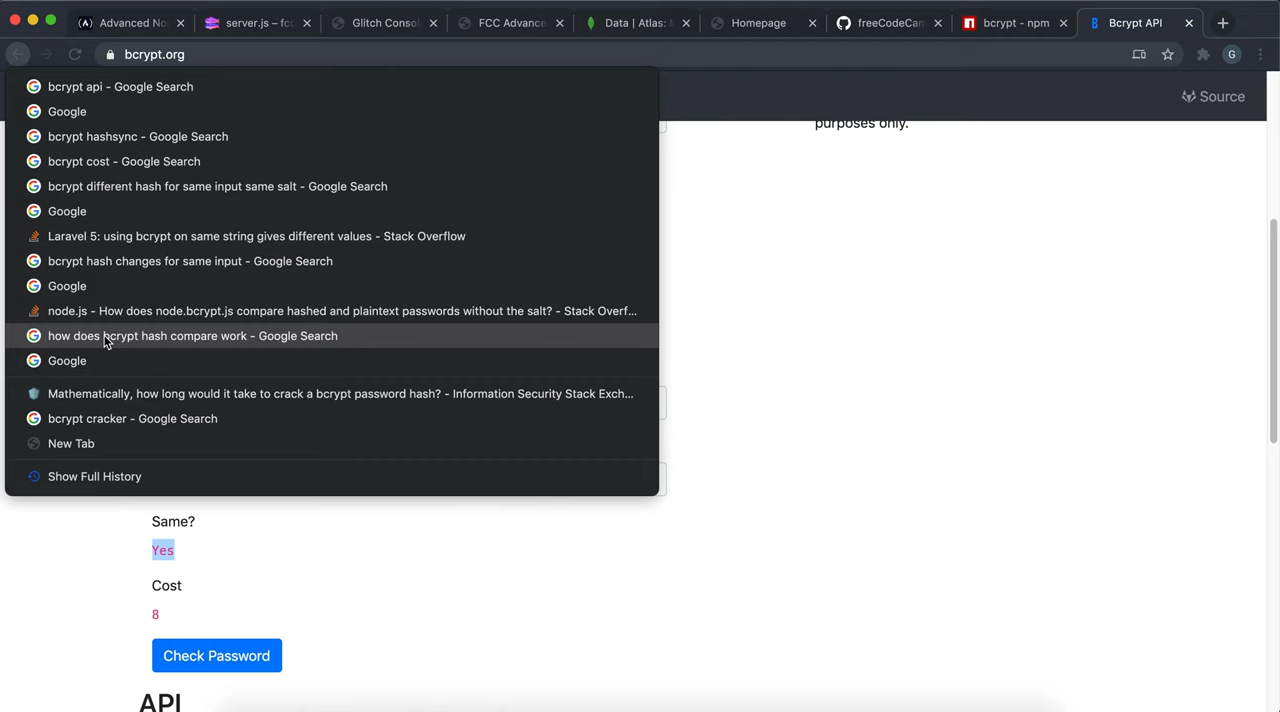 Advanced No
server.js – fcc
Glitch Conso
FCC Advance
Data | Atlas: M
Homepage
freeCodeCam
bcrypt - npm
Bcrypt API
bcrypt.org
G
bcrypt api - Google Search
Google
bcrypt hashsync - Google Search
bcrypt cost - Google Search
bcrypt different hash for same input same salt - Google Search
Google
Laravel 5: using bcrypt on same string gives different values - Stack Overflow
bcrypt hash changes for same input - Google Search
Google
node.js - How does node.bcrypt.js compare hashed and plaintext passwords without the salt? - Stack Overf...
how does bcrypt hash compare work - Google Search
Google
Mathematically, how long would it take to crack a bcrypt password hash? - Information Security Stack Exch...
bcrypt cracker - Google Search
New Tab
Show Full History
Source
purposes only.
Same?
Yes
Cost
8
Check Password
API